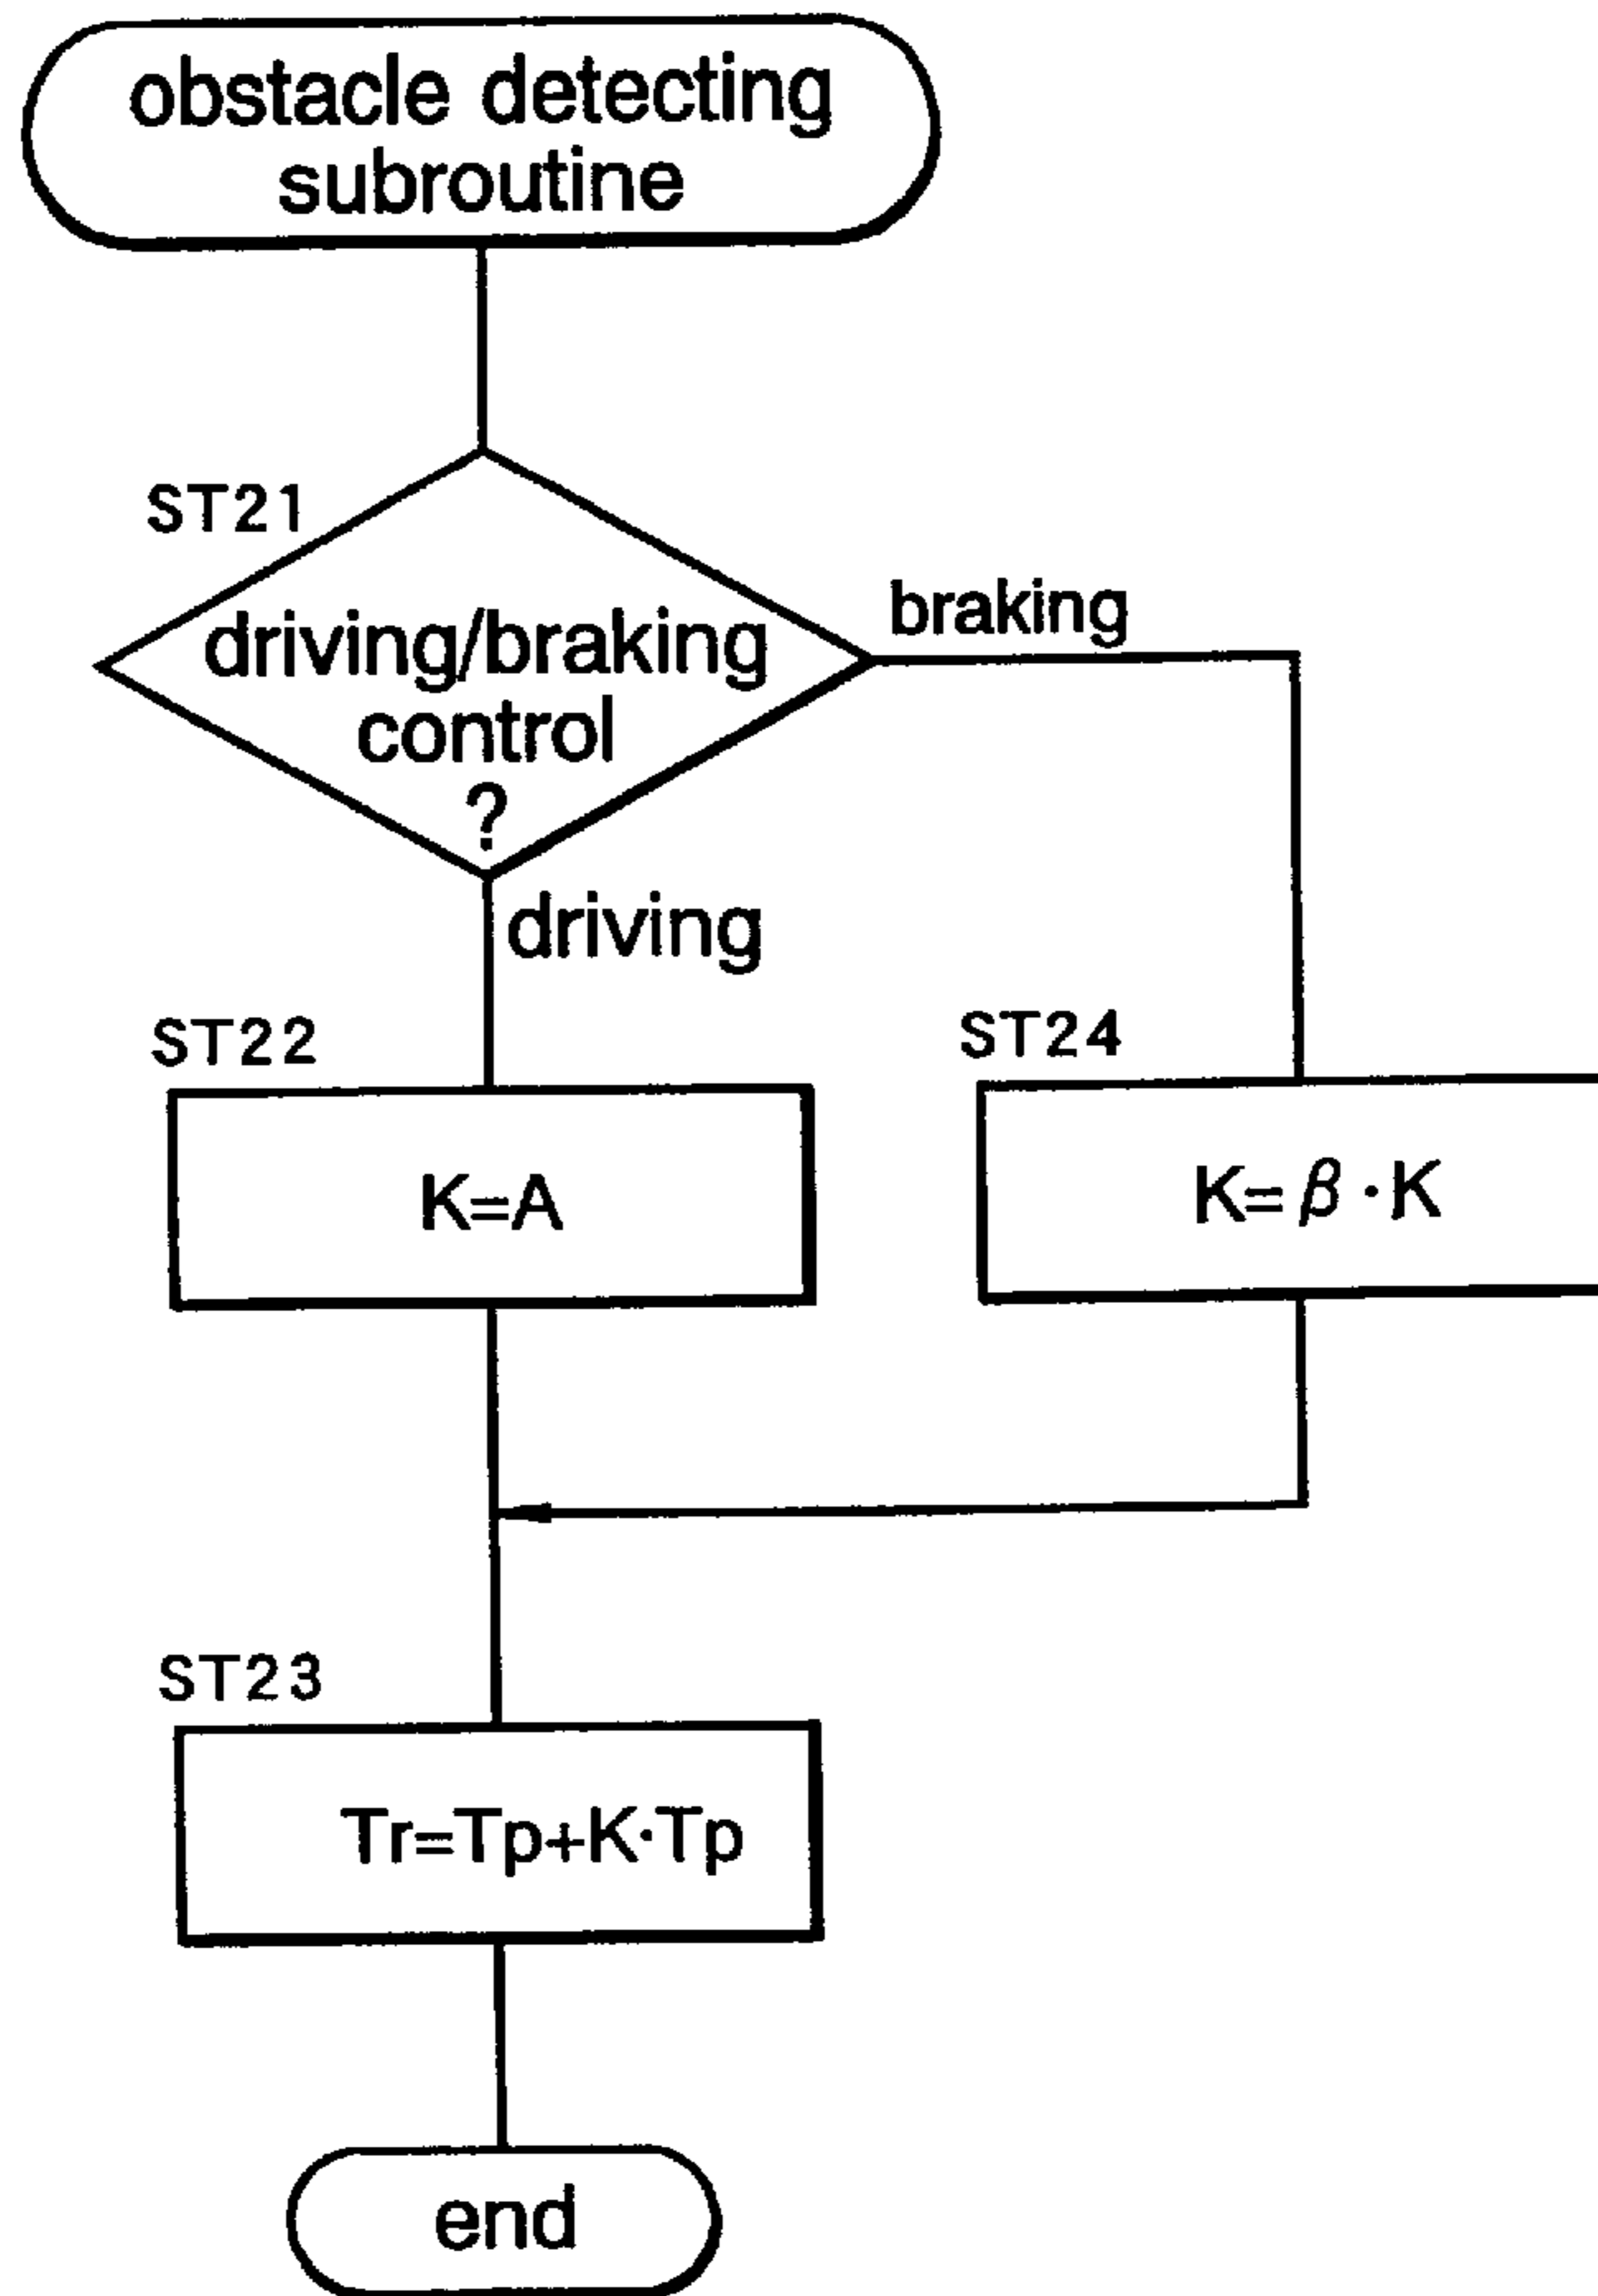 obstacle detecting
subroutine
ST21
driving/braking
control
?
braking
driving
ST22
K=A
ST24
K=β·K
ST23
Tr=Tp+K·Tp
end